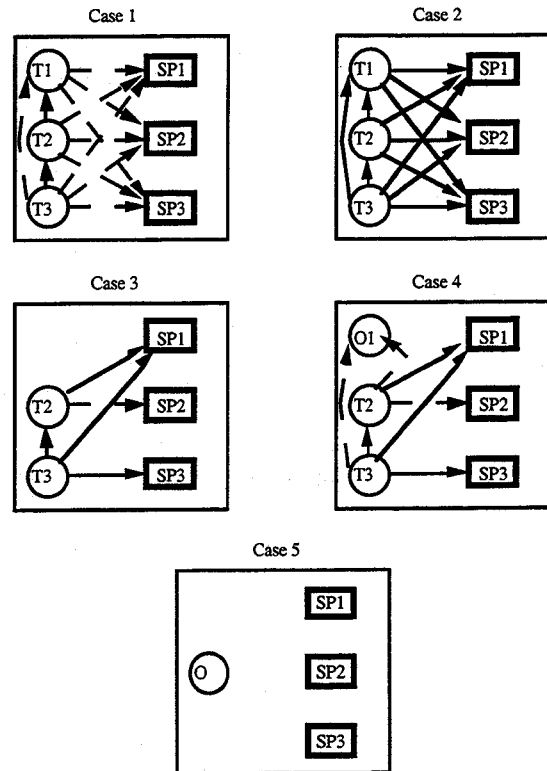 Case 1
Case 2
T1
SP1
T1
SP1
T2
SP2
T2
SP2
T3
SP3
T3
SP3
Case 3
Case 4
SP1
O1
SP1
T2
SP2
T2
SP2
T3
SP3
T3
SP3
Case 5
SP1
O
SP2
SP3